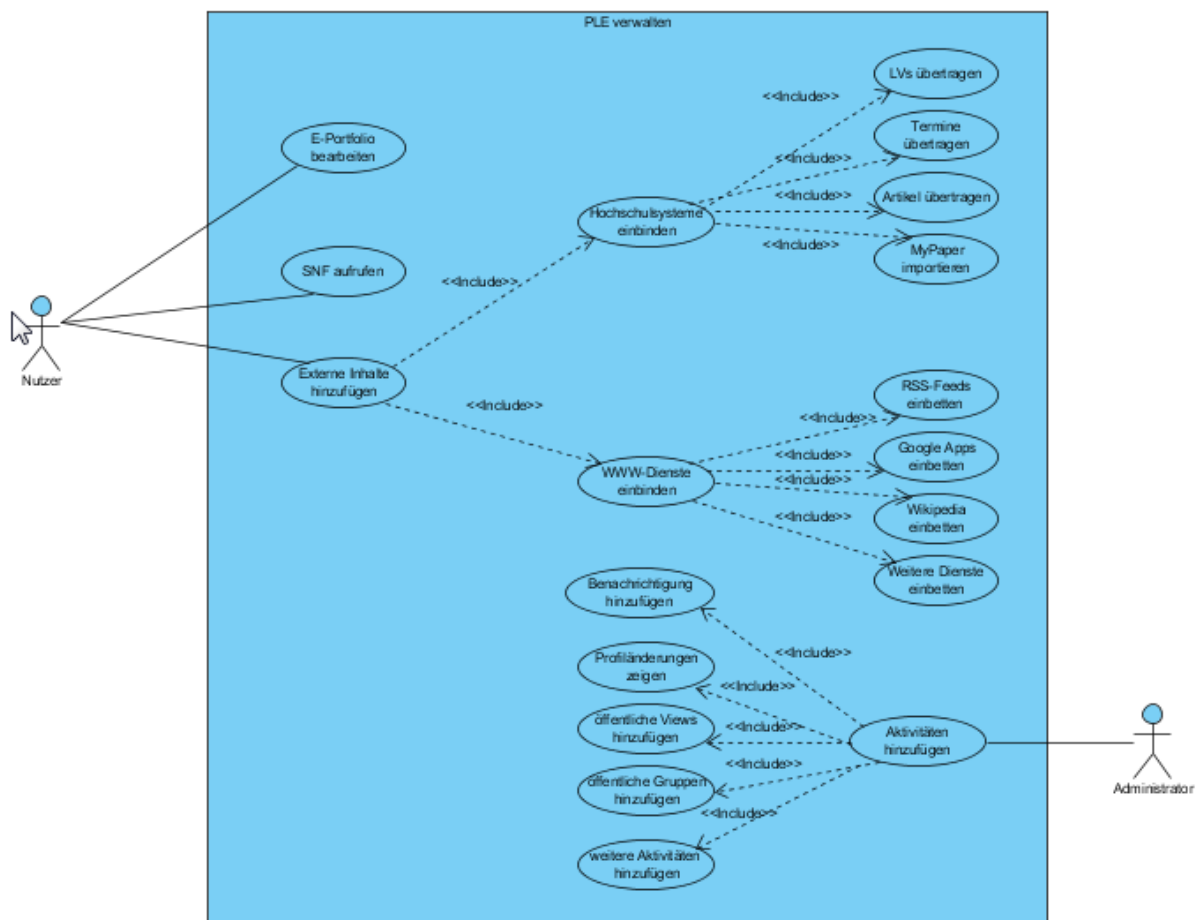 PLE verwalten
LVs übertragen
<<Include>>
Termine
übertragen
E-Portfolio
bearbeiten
<<Include>>
Artikel übertragen
<<Include>>
Hochschulsysteme
einbinden
<<Include>>
MyPaper
importieren
SNF aufrufen
<<Include>>
Nutzer
Externe Inhalte
hinzufügen
<<Include>>
RSS-Feeds
einbetten
<<Include>>
Google Apps
einbetten
<<Include>>
WWW-Dienste
einbinden
<<Include>>
Wikipedia
einbetten
<<Include>>
Weitere Dienste
einbetten
Benachrichtigung
hinzufügen
<<Include>>
Profiländerungen
zeigen
<<Include>>
öffentliche Views
hinzufügen
<<Include>>
Aktivitäten
hinzufügen
<<Include>>
öffentliche Gruppen
hinzufügen
Administrator
<<Include>>
weitere Aktivitäten
hinzufügen